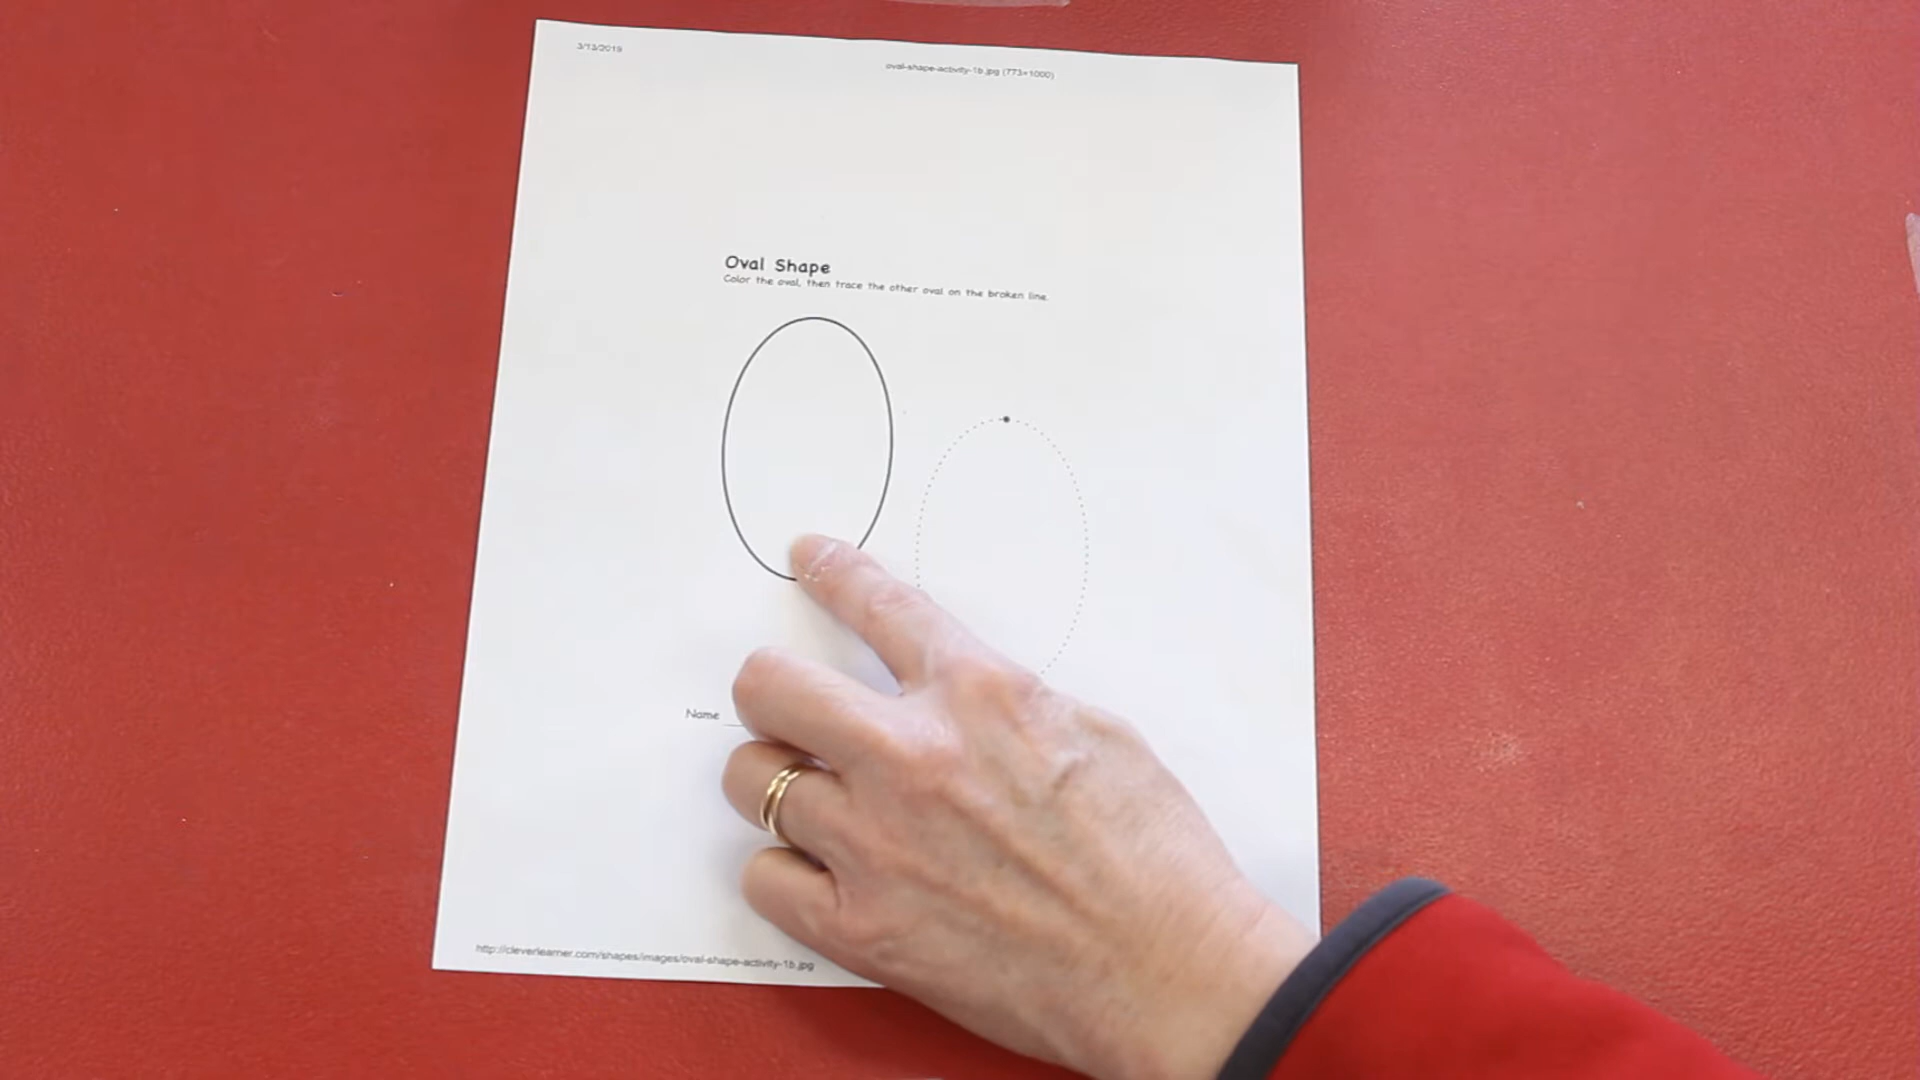 3/13/2019
oval-shape-activity-1b.jpg (773×1000)
Oval Shape
Color the oval, then trace the other oval on the broken line.
Name
http://cleverlearner.com/shapes/images/oval-shape-activity-1b.jpg